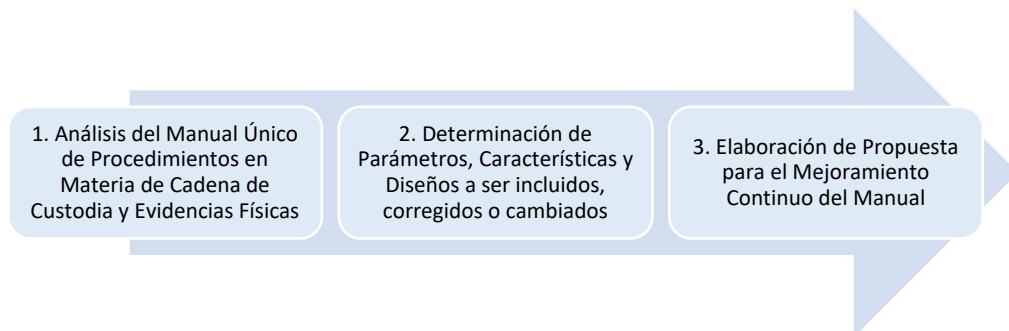 1. Análisis del Manual Único
de Procedimientos en
Materia de Cadena de
Custodia y Evidencias Físicas
2. Determinación de
Parámetros, Características y
Diseños a ser incluidos,
corregidos o cambiados
3. Elaboración de Propuesta
para el Mejoramiento
Continuo del Manual